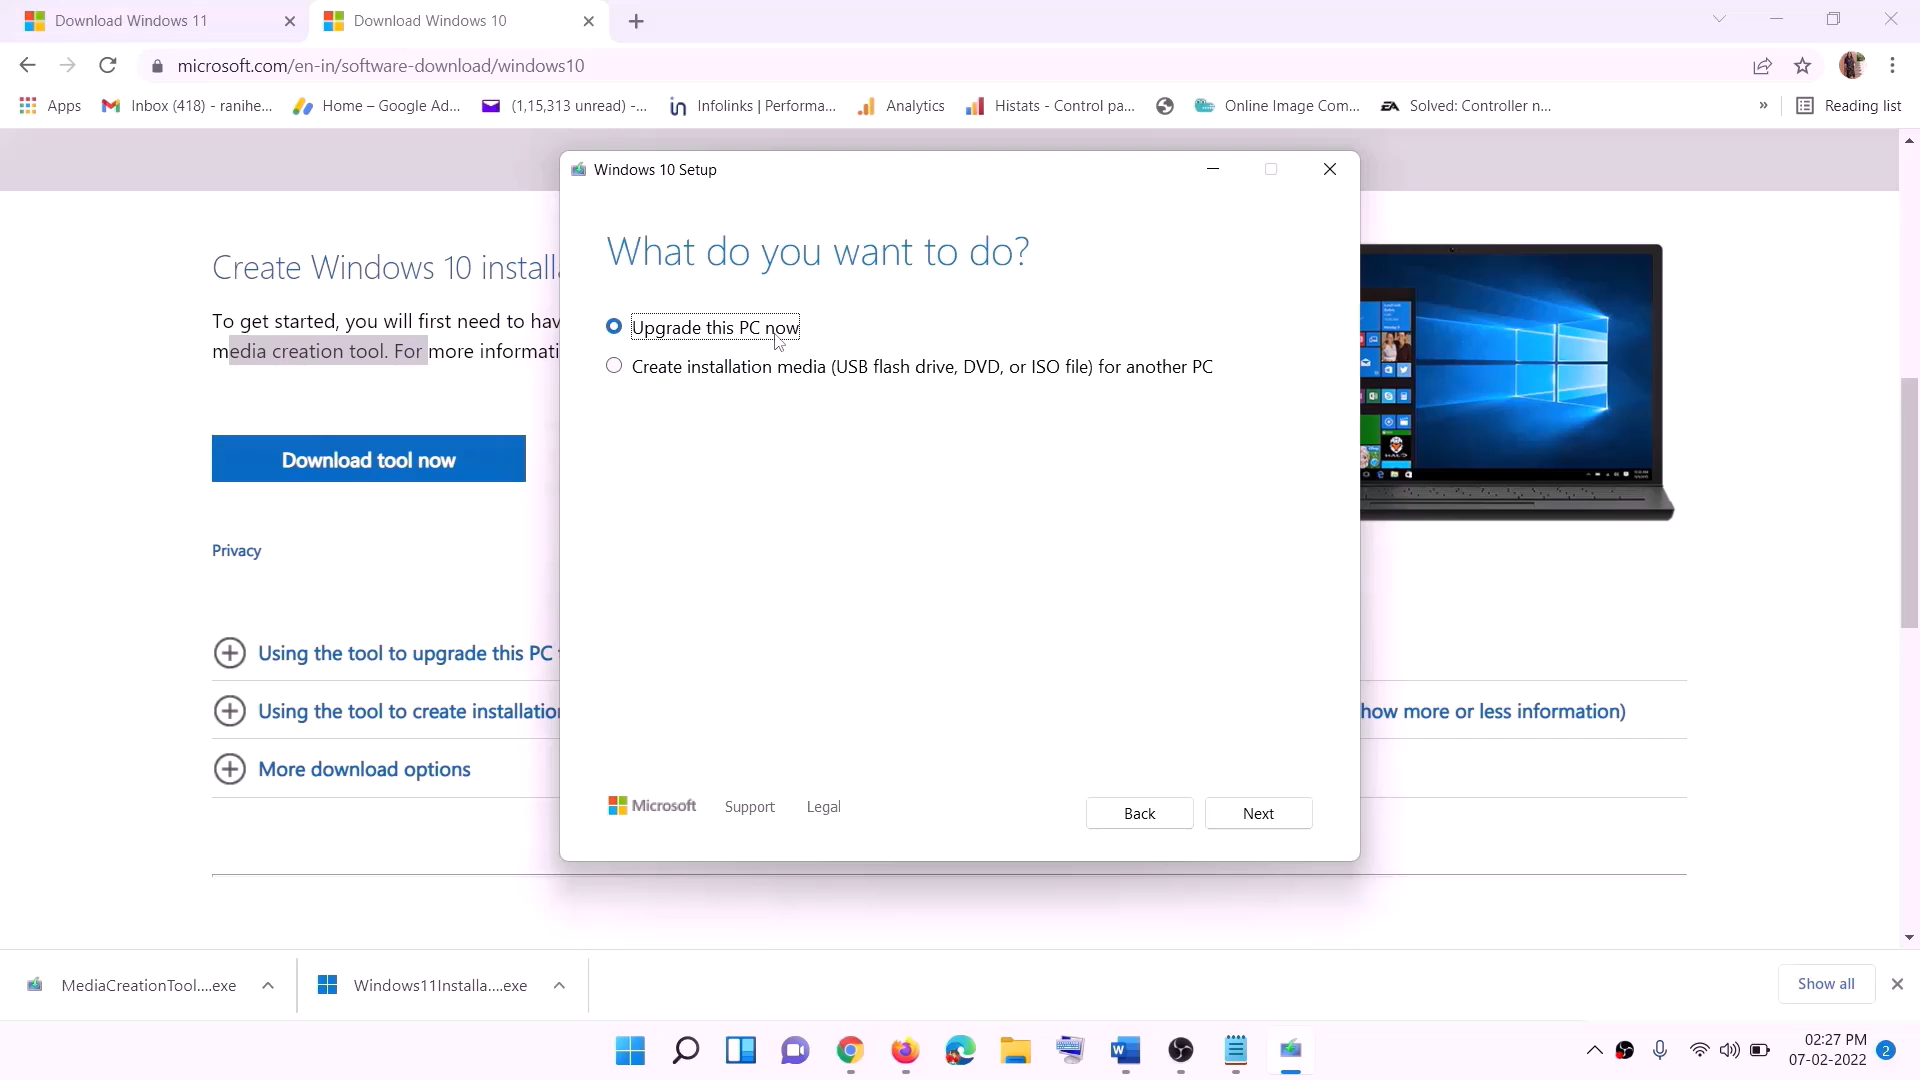 Download Windows 11
Download Windows 10
microsoft.com/en-in/software-download/windows10
Apps
Inbox (418) - ranihe...
Home – Google Ad...
(1,15,313 unread) -...
Infolinks | Performa...
Analytics
Histats - Control pa...
Online Image Com...
Solved: Controller n...
»
Reading list
Windows 10 Setup
What do you want to do?
Upgrade this PC now
Create installation media (USB flash drive, DVD, or ISO file) for another PC
Microsoft
Support
Legal
Back
Next
Create Windows 10 install
To get started, you will first need to hav
media creation tool. For more informati
Download tool now
Privacy
Using the tool to upgrade this PC
Using the tool to create installation
how more or less information)
More download options
MediaCreationTool....exe
Windows11Installa....exe
Show all
02:27 PM
07-02-2022
2